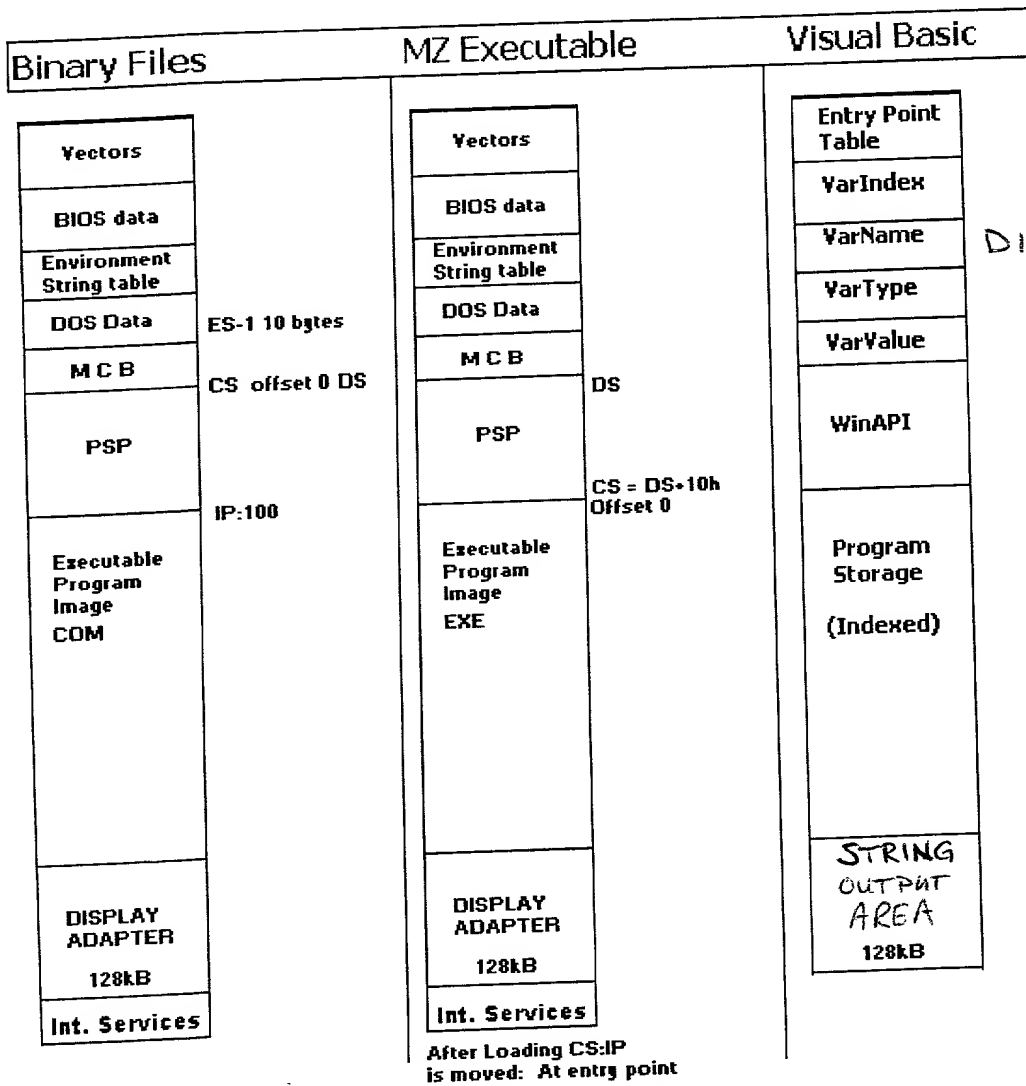 Binary Files
MZ Executable
Visual Basic
Vectors
BIOS data
Environment
String table
DOS Data
ES-1 10 bytes
M C B
CS offset 0 DS
PSP
IP:100
Executable
Program
Image
COM
DISPLAY
ADAPTER
128kB
Int. Services
Vectors
BIOS data
Environment
String table
DOS Data
M C B
DS
PSP
CS = DS+10h
Offset 0
Executable
Program
Image
EXE
DISPLAY
ADAPTER
128kB
Int. Services
After Loading CS:IP
is moved: At entry point
Entry Point
Table
VarIndex
VarName
VarType
VarValue
WinAPI
Program
Storage
(Indexed)
STRING
OUTPUT
AREA
128kB